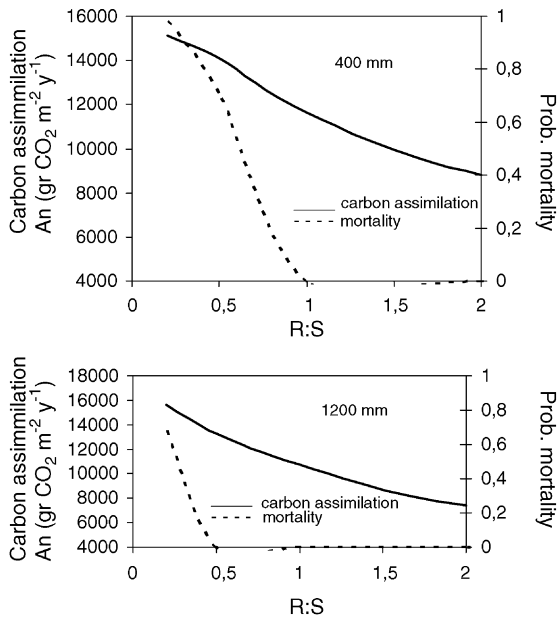 16000
14000
12000
10000
8000
6000
4000
Carbon assimmilation
An (gr CO2 m-2 y-1)
400 mm
carbon assimilation
mortality
1
0,8
0,6
0,4
0,2
0
Prob. mortality
0
0,5
1
1,5
2
R:S
18000
16000
14000
12000
10000
8000
6000
4000
Carbon assimmilation
An (gr CO2 m-2 y-1)
1200 mm
carbon assimilation
mortality
1
0,8
0,6
0,4
0,2
0
Prob. mortality
0
0,5
1
1,5
2
R:S